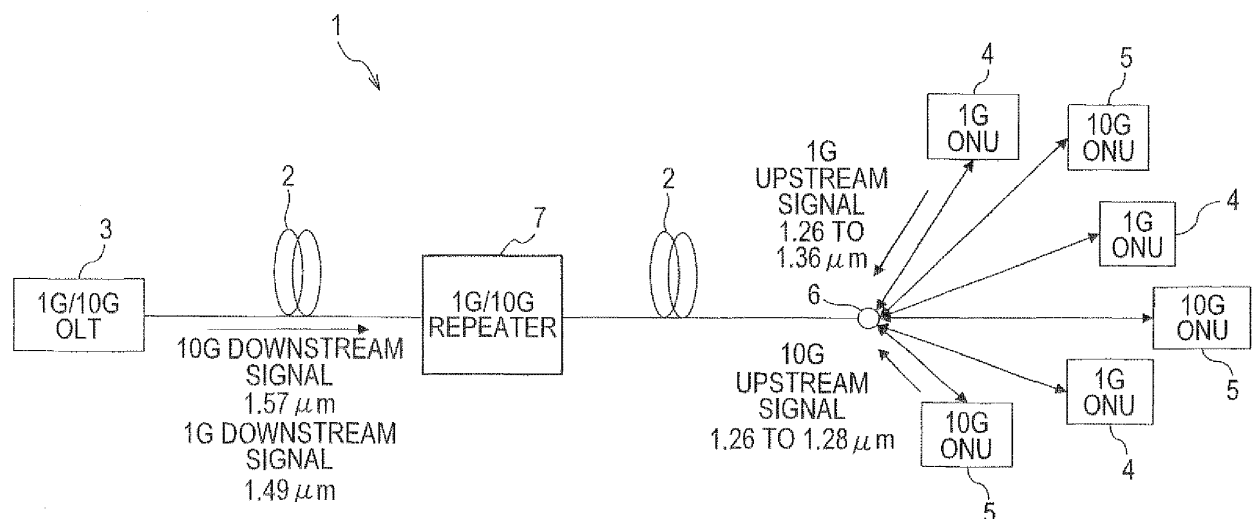 1
2
3
1G/10G
OLT
10G DOWNSTREAM
SIGNAL
1.57 μm
1G DOWNSTREAM
SIGNAL
1.49 μm
7
1G/10G
REPEATER
2
1G
UPSTREAM
SIGNAL
1.26 TO
1.36 μm
6
10G
UPSTREAM
SIGNAL
1.26 TO 1.28 μm
4
1G
ONU
5
10G
ONU
4
1G
ONU
10G
ONU
5
1G
ONU
4
10G
ONU
5